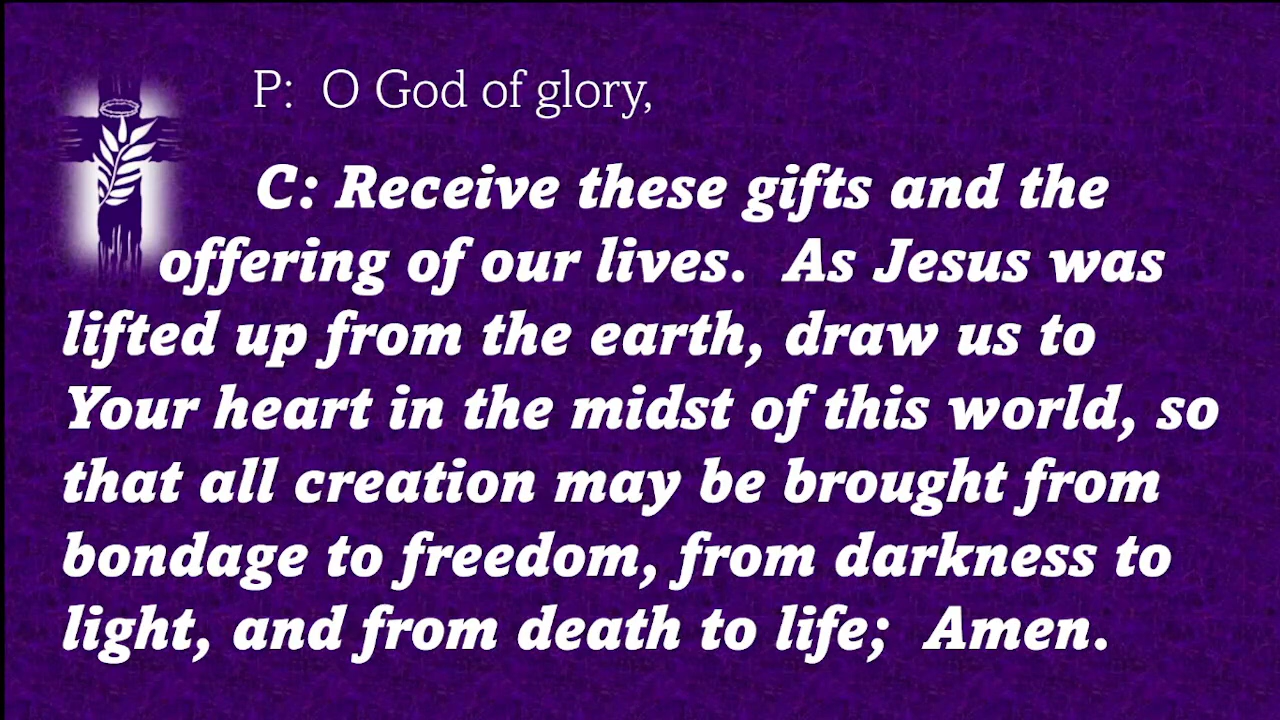 P:  O God of glory,
C: Receive these gifts and the
offering of our lives.  As Jesus was
lifted up from the earth, draw us to
Your heart in the midst of this world, so
that all creation may be brought from
bondage to freedom, from darkness to
light, and from death to life;  Amen.